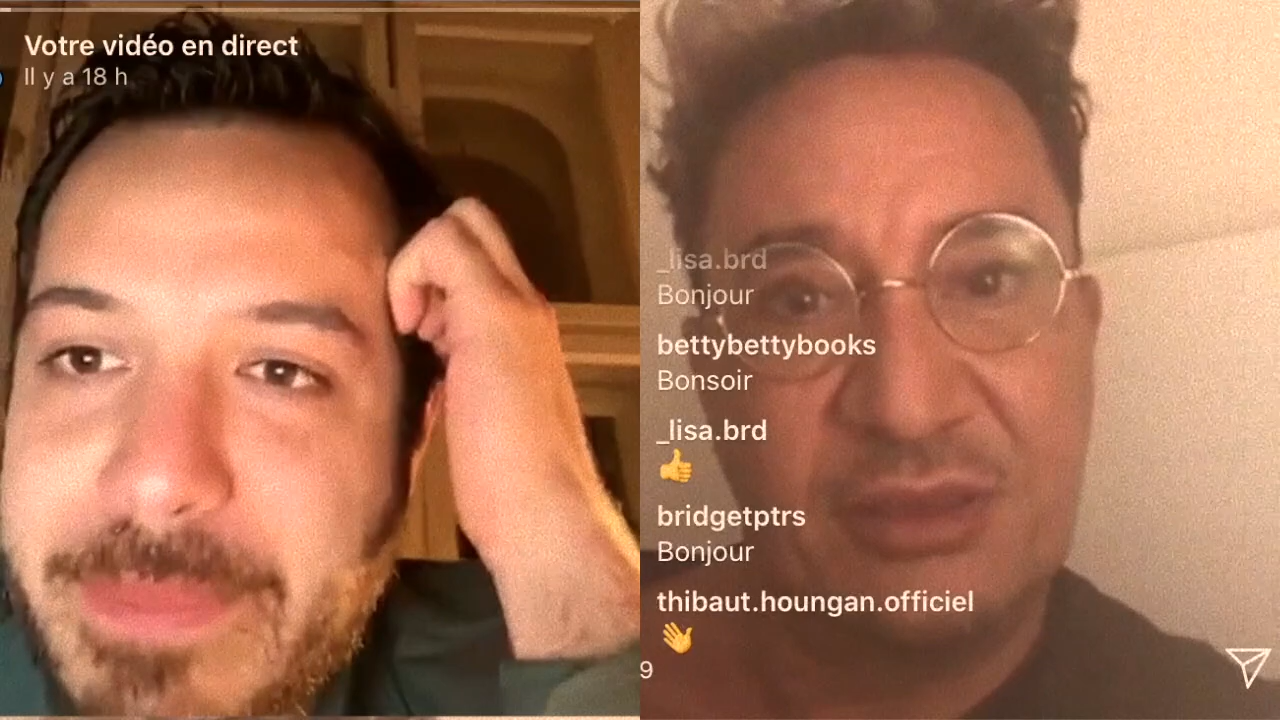 Votre vidéo en direct
Il y a 18 h
_lisa.brd
Bonjour
bettybettybooks
Bonsoir
_lisa.brd
👍
bridgetptrs
Bonjour
thibaut.houngan.officiel
👋
9